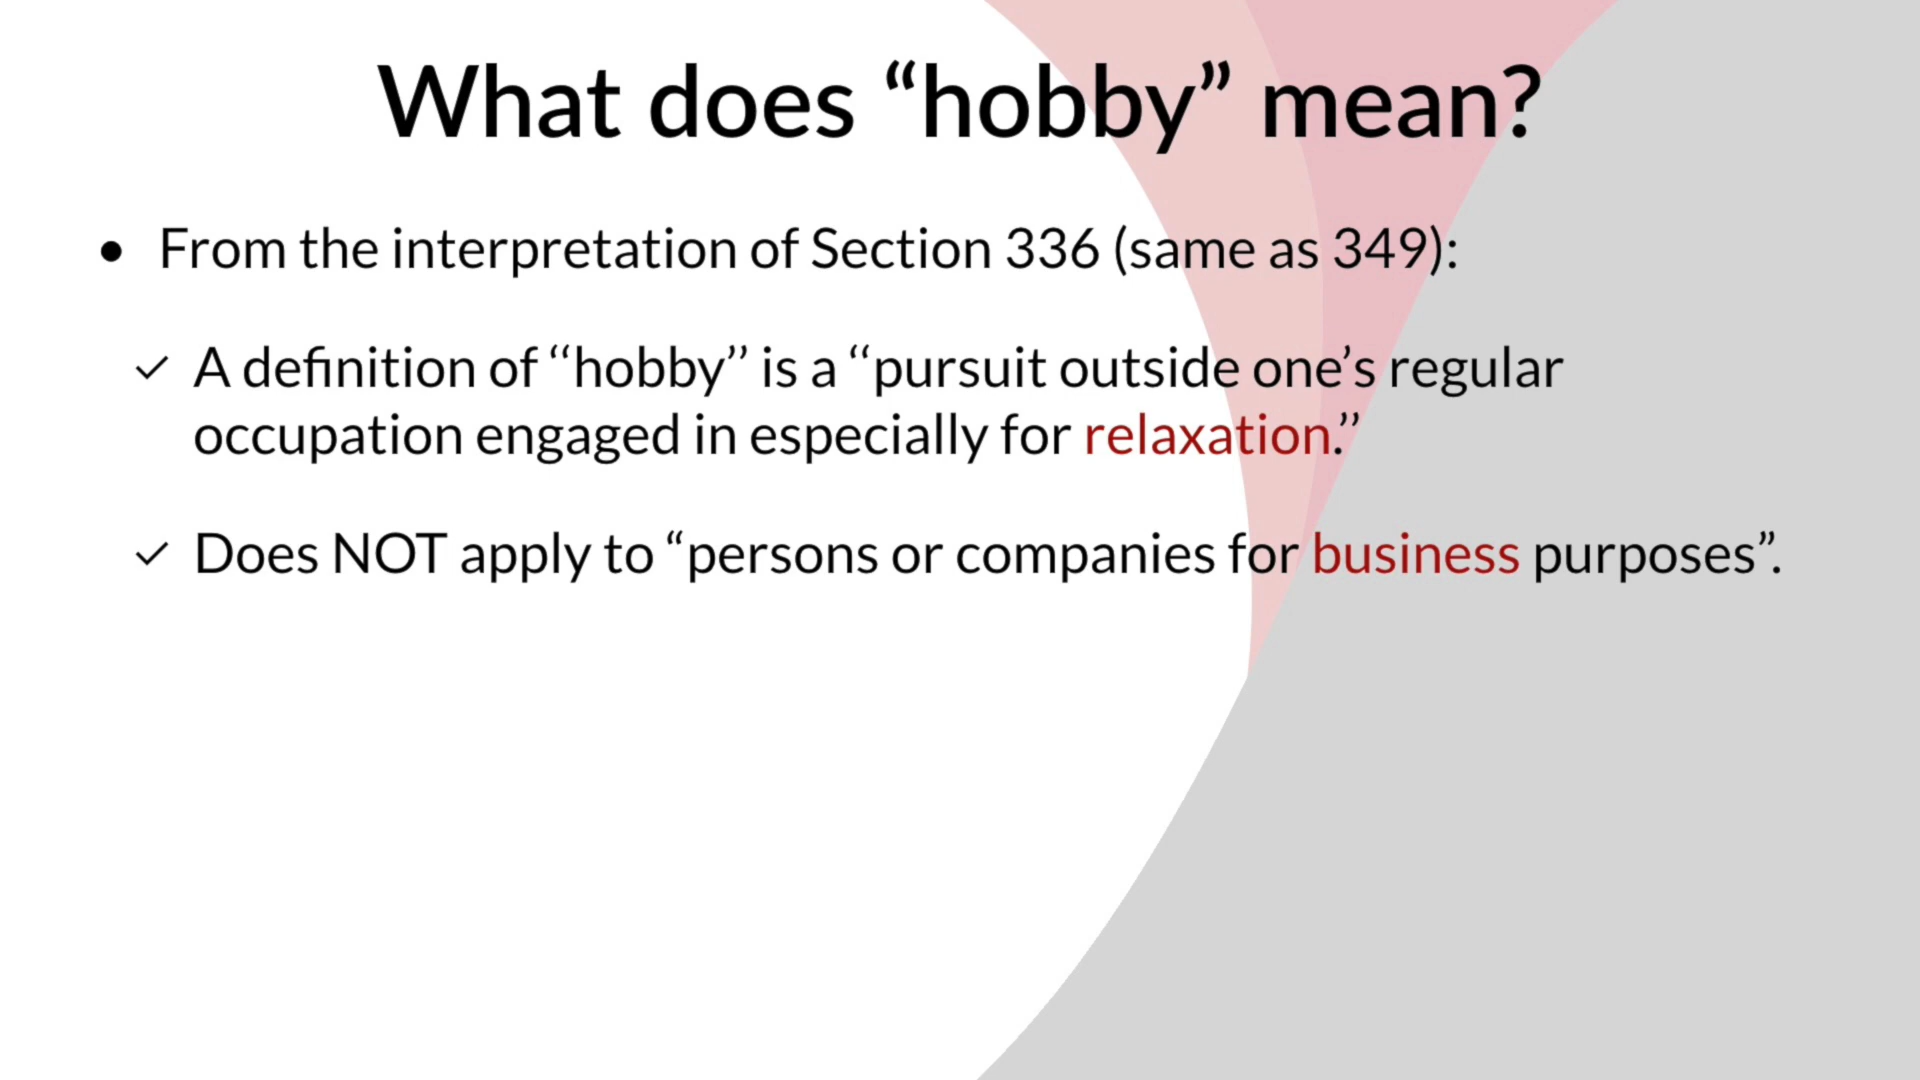 What does “hobby” mean?
• From the interpretation of Section 336 (same as 349):
✓ A definition of ‘‘hobby’’ is a ‘‘pursuit outside one’s regular
occupation engaged in especially for relaxation.’’
✓ Does NOT apply to “persons or companies for business purposes”.